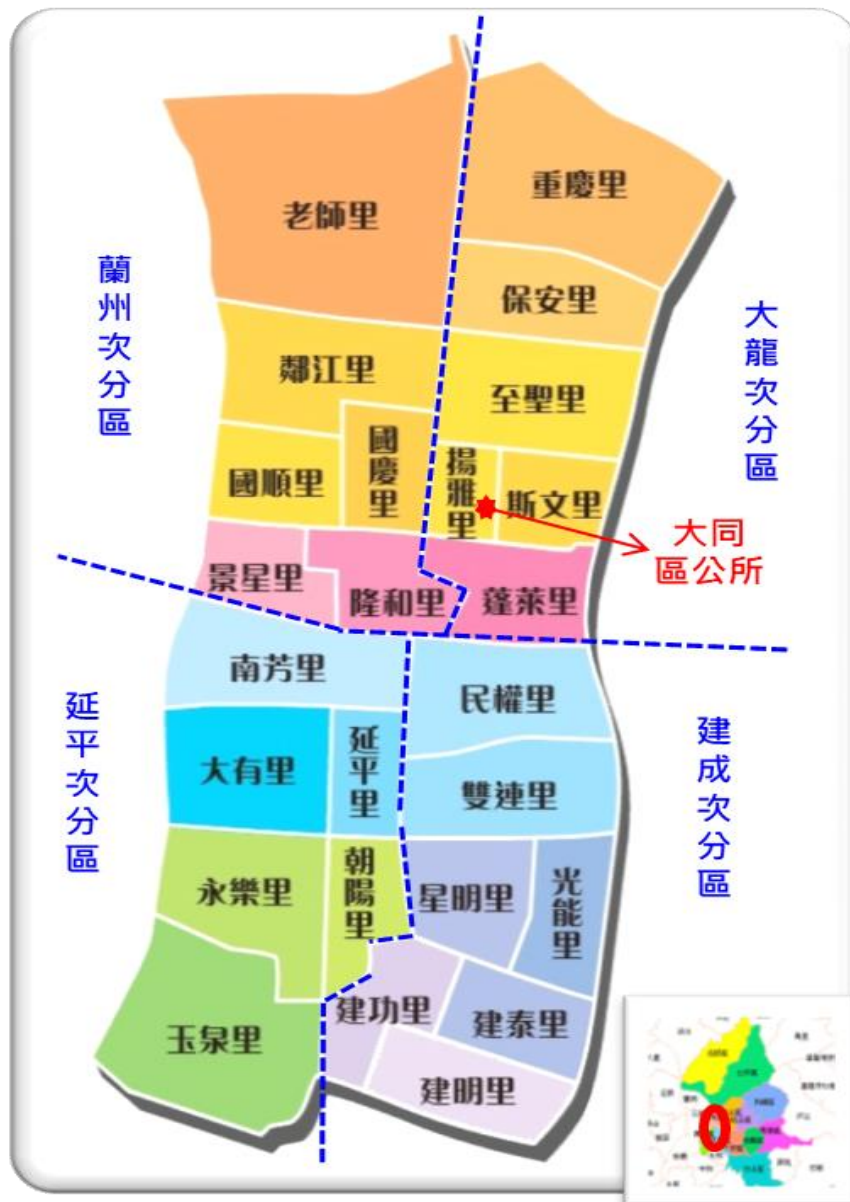 重慶里
老師里
保安里
蘭州次分區
大龍次分區
鄰江里
至聖里
國慶里
揚雅里
國順里
斯文里
大同
區公所
景星里
隆和里
蓬萊里
南芳里
民權里
延平次分區
建成次分區
大有里
延平里
雙連里
永樂里
朝陽里
星明里
光能里
玉泉里
建功里
建泰里
建明里